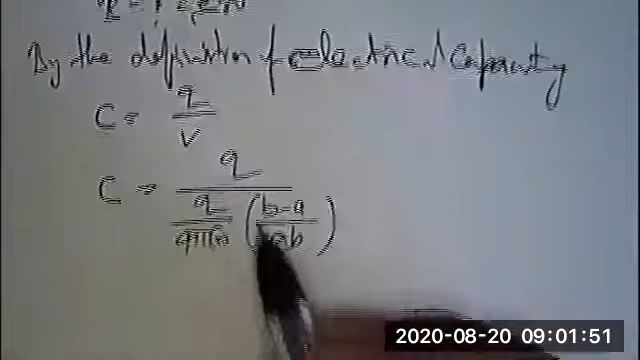 By the definition of Electrical Capacity
C = q/V
C = q / (q/4πε₀ (b-a/ab))
2020-08-20 09:01:51